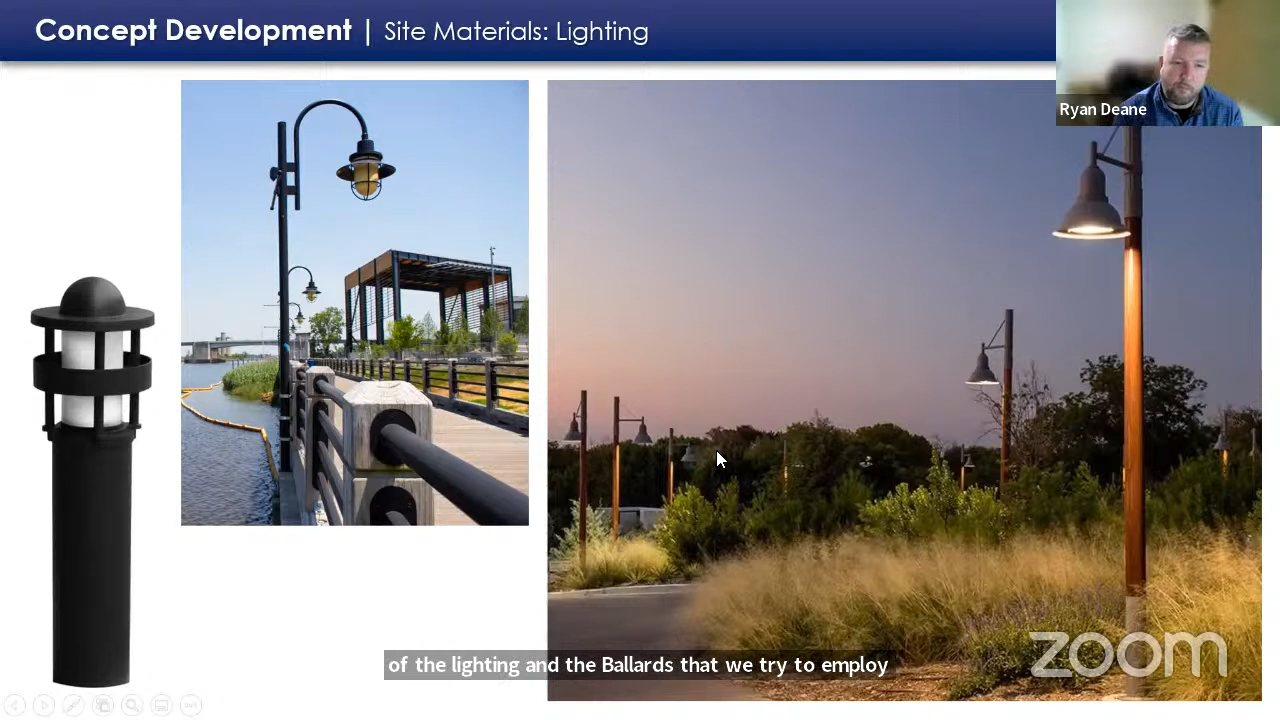 Concept Development | Site Materials: Lighting
Ryan Deane
of the lighting and the Ballards that we try to employ
zoom